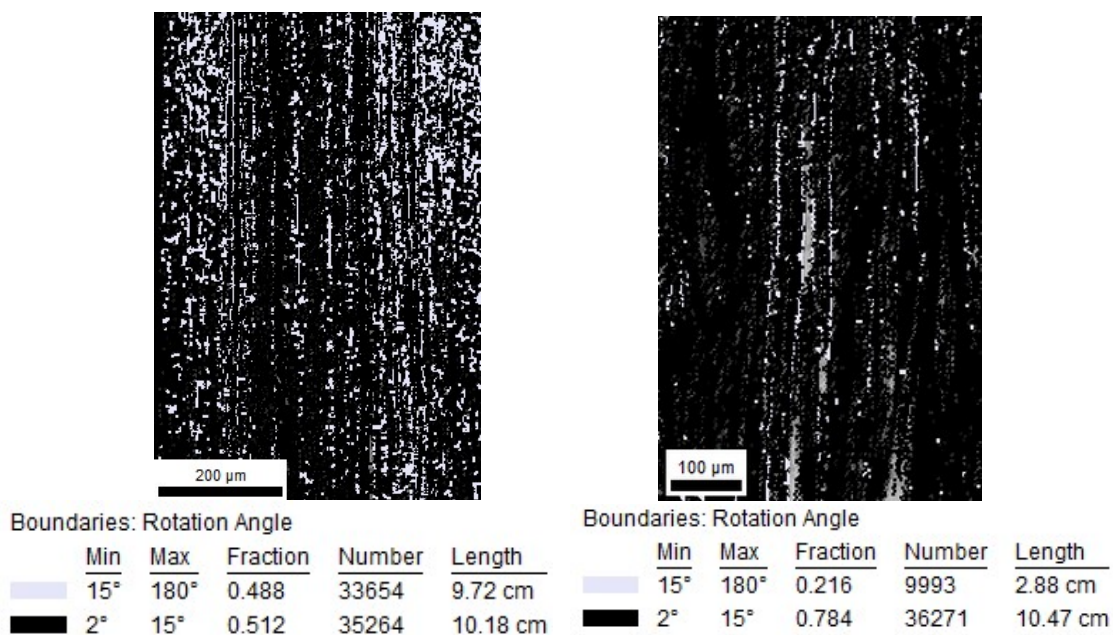 200 µm
100 µm
Boundaries: Rotation Angle
Min Max Fraction Number Length
15° 180° 0.488 33654 9.72 cm
2° 15° 0.512 35264 10.18 cm
Boundaries: Rotation Angle
Min Max Fraction Number Length
15° 180° 0.216 9993 2.88 cm
2° 15° 0.784 36271 10.47 cm